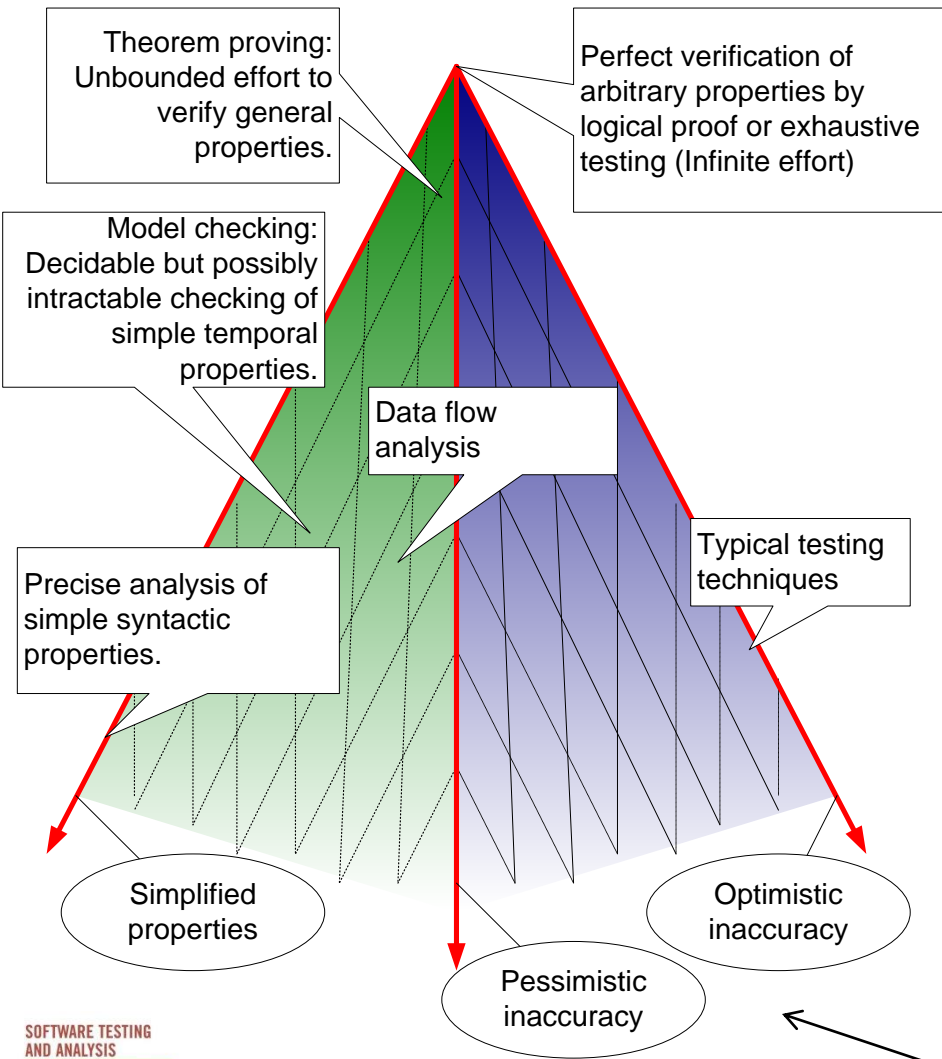 Theorem proving:
Unbounded effort to
verify general
properties.
Perfect verification of
arbitrary properties by
logical proof or exhaustive
testing (Infinite effort)
Model checking:
Decidable but possibly
intractable checking of
simple temporal
properties.
Data flow
analysis
Typical testing
techniques
Precise analysis of
simple syntactic
properties.
Simplified
properties
Optimistic
inaccuracy
Pessimistic
inaccuracy
SOFTWARE TESTING
AND ANALYSIS